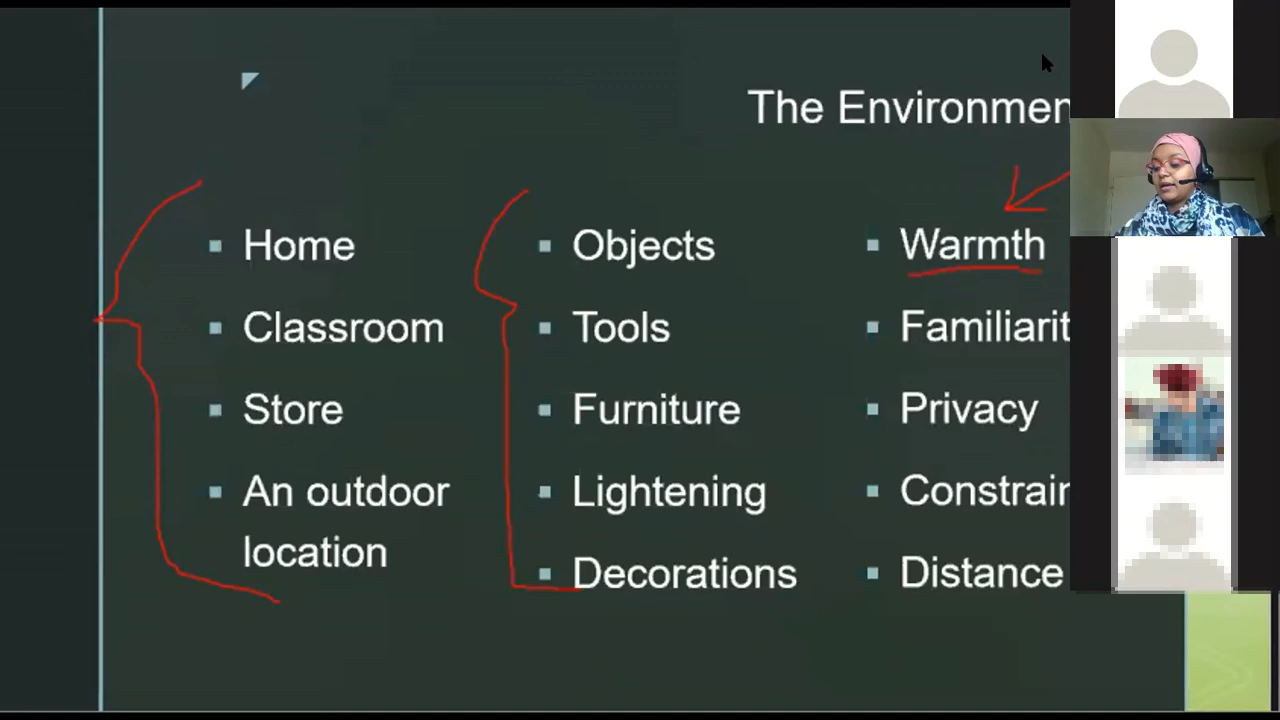 The Environmen
Home
Classroom
Store
An outdoor
location
Objects
Tools
Furniture
Lightening
Decorations
Warmth
Familiarit
Privacy
Constrain
Distance